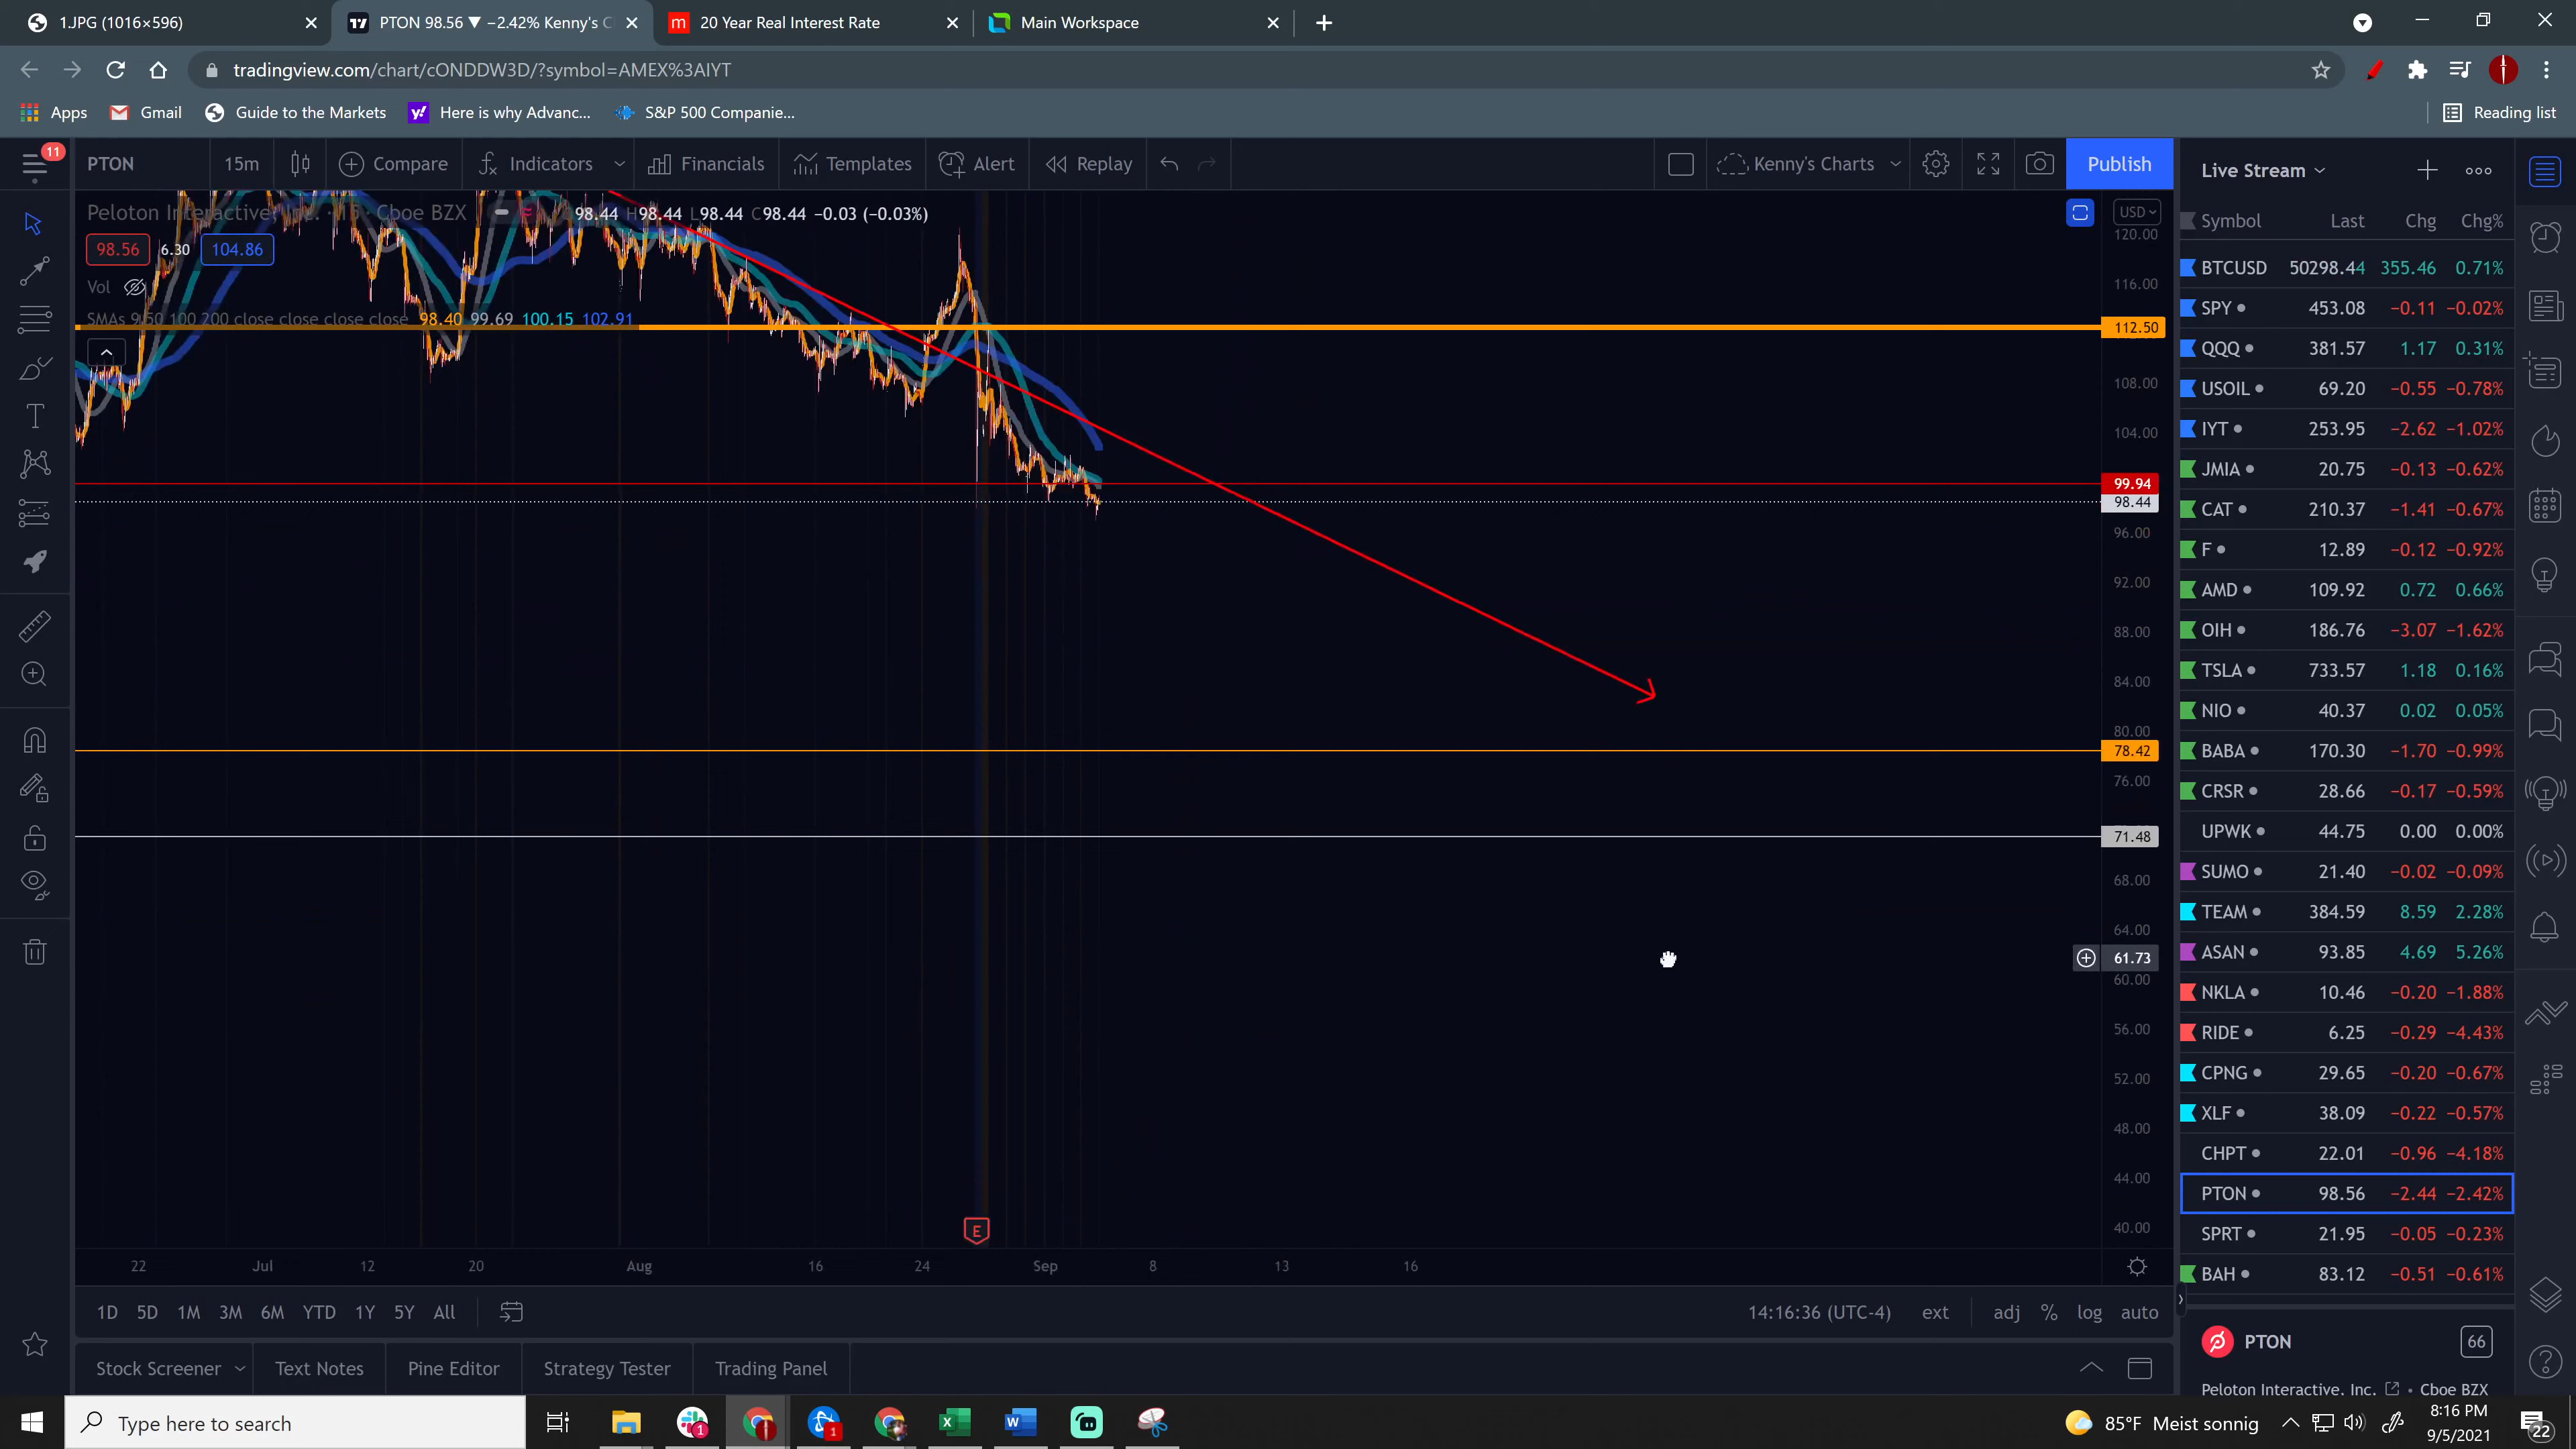 1.JPG (1016×596)
PTON 98.56 ▼ −2.42% Kenny's C
20 Year Real Interest Rate
Main Workspace
tradingview.com/chart/cONDDW3D/?symbol=AMEX%3AIYT
Apps Gmail Guide to the Markets Here is why Advanc... S&P 500 Companie... Reading list
11
PTON 15m Compare Indicators Financials Templates Alert Replay Kenny's Charts Publish
Peloton Interactive, Inc. · 15 · Cboe BZX 98.44 H98.44 L98.44 C98.44 −0.03 (−0.03%)
98.56 6.30 104.86
Vol
SMAs 9 50 100 200 close close close close 98.40 99.69 100.15 102.91
USD
120.00
116.00
112.50
108.00
104.00
99.94
98.44
96.00
92.00
88.00
84.00
80.00
78.42
76.00
71.48
68.00
64.00
61.73
60.00
56.00
52.00
48.00
44.00
40.00
E
22 Jul 12 20 Aug 16 24 Sep 8 13 16
1D 5D 1M 3M 6M YTD 1Y 5Y All 14:16:36 (UTC-4) ext adj % log auto
Stock Screener Text Notes Pine Editor Strategy Tester Trading Panel
Live Stream
Symbol Last Chg Chg%
BTCUSD 50298.44 355.46 0.71%
SPY 453.08 −0.11 −0.02%
QQQ 381.57 1.17 0.31%
USOIL 69.20 −0.55 −0.78%
IYT 253.95 −2.62 −1.02%
JMIA 20.75 −0.13 −0.62%
CAT 210.37 −1.41 −0.67%
F 12.89 −0.12 −0.92%
AMD 109.92 0.72 0.66%
OIH 186.76 −3.07 −1.62%
TSLA 733.57 1.18 0.16%
NIO 40.37 0.02 0.05%
BABA 170.30 −1.70 −0.99%
CRSR 28.66 −0.17 −0.59%
UPWK 44.75 0.00 0.00%
SUMO 21.40 −0.02 −0.09%
TEAM 384.59 8.59 2.28%
ASAN 93.85 4.69 5.26%
NKLA 10.46 −0.20 −1.88%
RIDE 6.25 −0.29 −4.43%
CPNG 29.65 −0.20 −0.67%
XLF 38.09 −0.22 −0.57%
CHPT 22.01 −0.96 −4.18%
PTON 98.56 −2.44 −2.42%
SPRT 21.95 −0.05 −0.23%
BAH 83.12 −0.51 −0.61%
PTON 66
Peloton Interactive, Inc. • Cboe BZX
Type here to search
1
1
85°F Meist sonnig
8:16 PM
9/5/2021
22